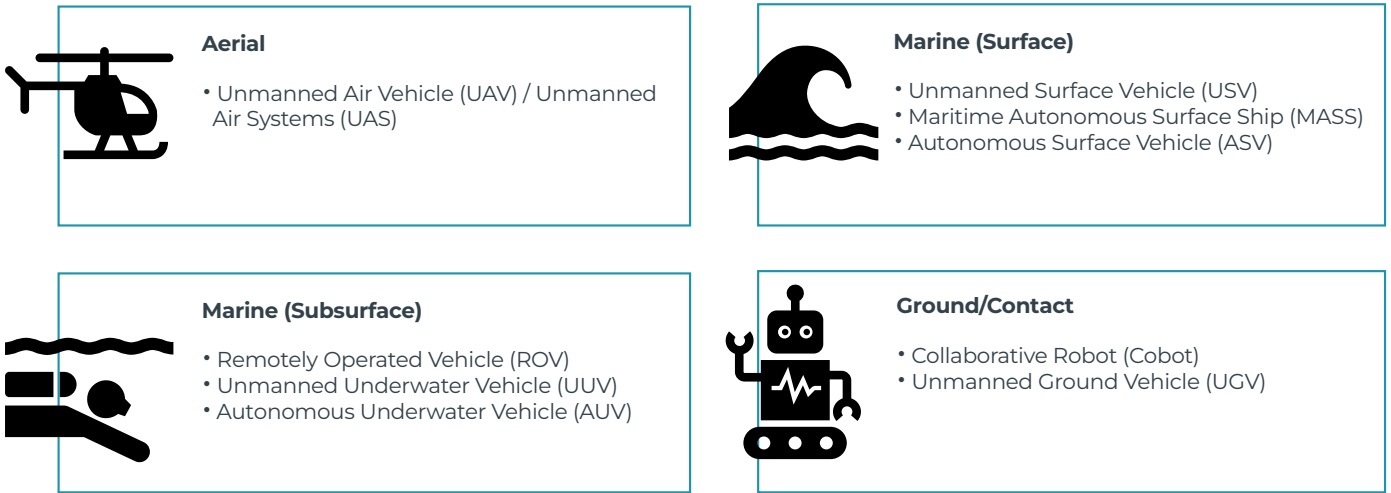 Aerial
• Unmanned Air Vehicle (UAV) / Unmanned
Air Systems (UAS)
Marine (Surface)
• Unmanned Surface Vehicle (USV)
• Maritime Autonomous Surface Ship (MASS)
• Autonomous Surface Vehicle (ASV)
Marine (Subsurface)
• Remotely Operated Vehicle (ROV)
• Unmanned Underwater Vehicle (UUV)
• Autonomous Underwater Vehicle (AUV)
Ground/Contact
• Collaborative Robot (Cobot)
• Unmanned Ground Vehicle (UGV)